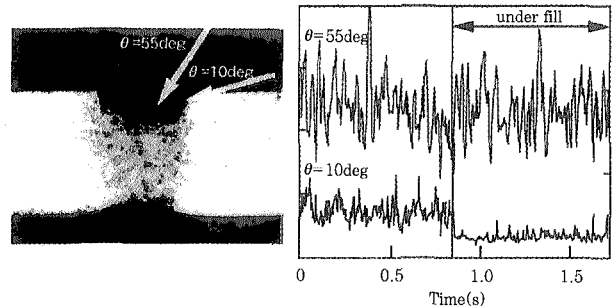 θ=55deg
θ=10deg
under fill
θ=55deg
θ=10deg
0
0.5
1.0
1.5
Time(s)